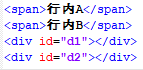 <span>行内A</span>
<span>行内B</span>
<div id="d1"></div>
<div id="d2"></div>